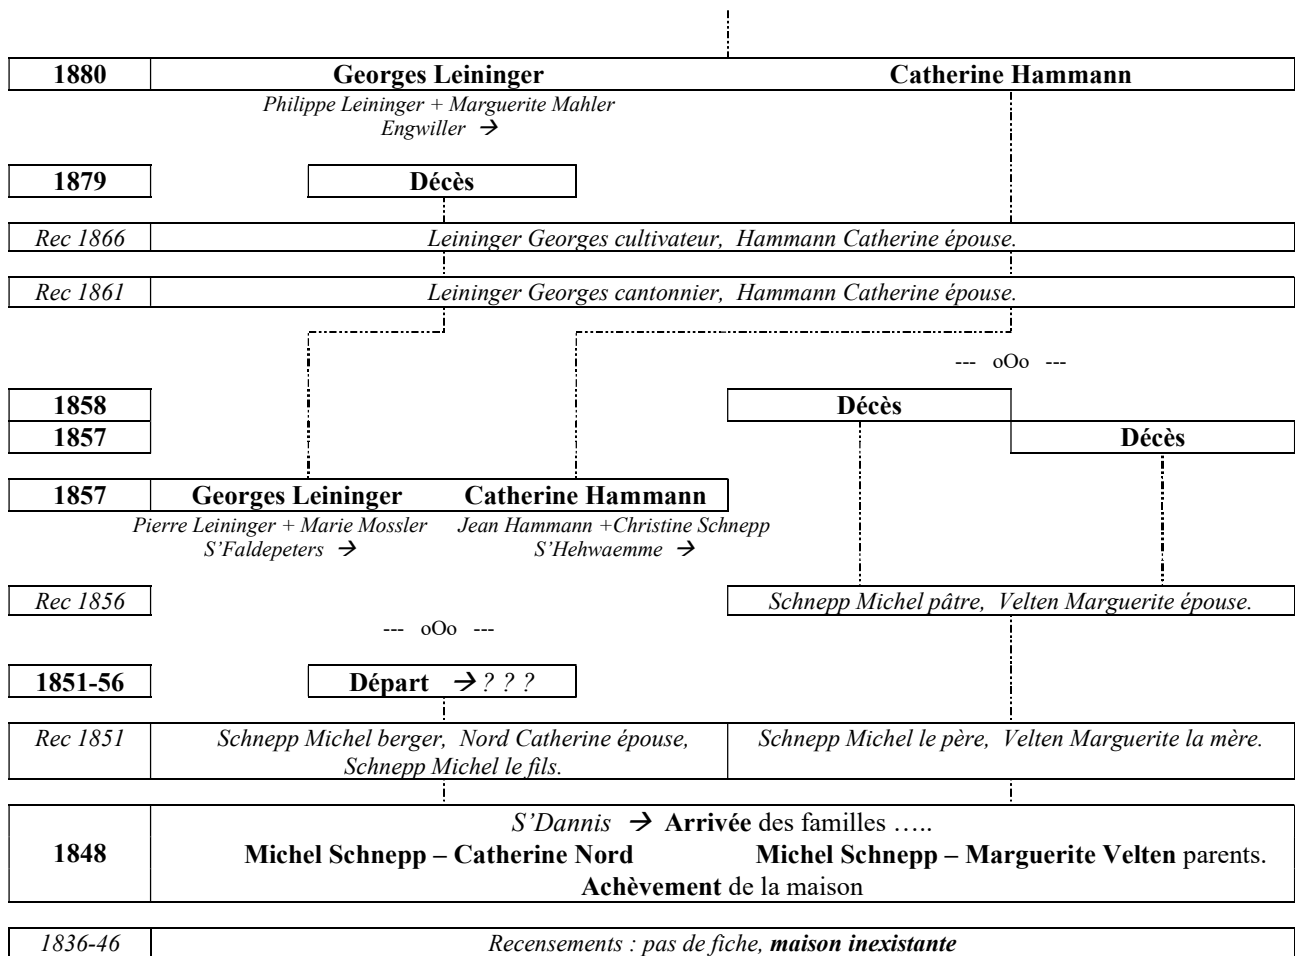 1880 Georges Leininger Catherine Hammann
Philippe Leininger + Marguerite Mahler
Engwiller →
1879 Décès
Rec 1866 Leininger Georges cultivateur, Hammann Catherine épouse.
Rec 1861 Leininger Georges cantonnier, Hammann Catherine épouse.
--- oOo ---
1858 Décès
1857 Décès
1857 Georges Leininger Catherine Hammann
Pierre Leininger + Marie Mossler Jean Hammann +Christine Schnepp
S'Faldepeters → S'Hehwaemme →
Rec 1856 Schnepp Michel pâtre, Velten Marguerite épouse.
--- oOo ---
1851-56 Départ → ? ? ?
Rec 1851 Schnepp Michel berger, Nord Catherine épouse, Schnepp Michel le père, Velten Marguerite la mère.
Schnepp Michel le fils.
S'Dannis → Arrivée des familles …..
1848 Michel Schnepp – Catherine Nord Michel Schnepp – Marguerite Velten parents.
Achèvement de la maison
1836-46 Recensements : pas de fiche, maison inexistante